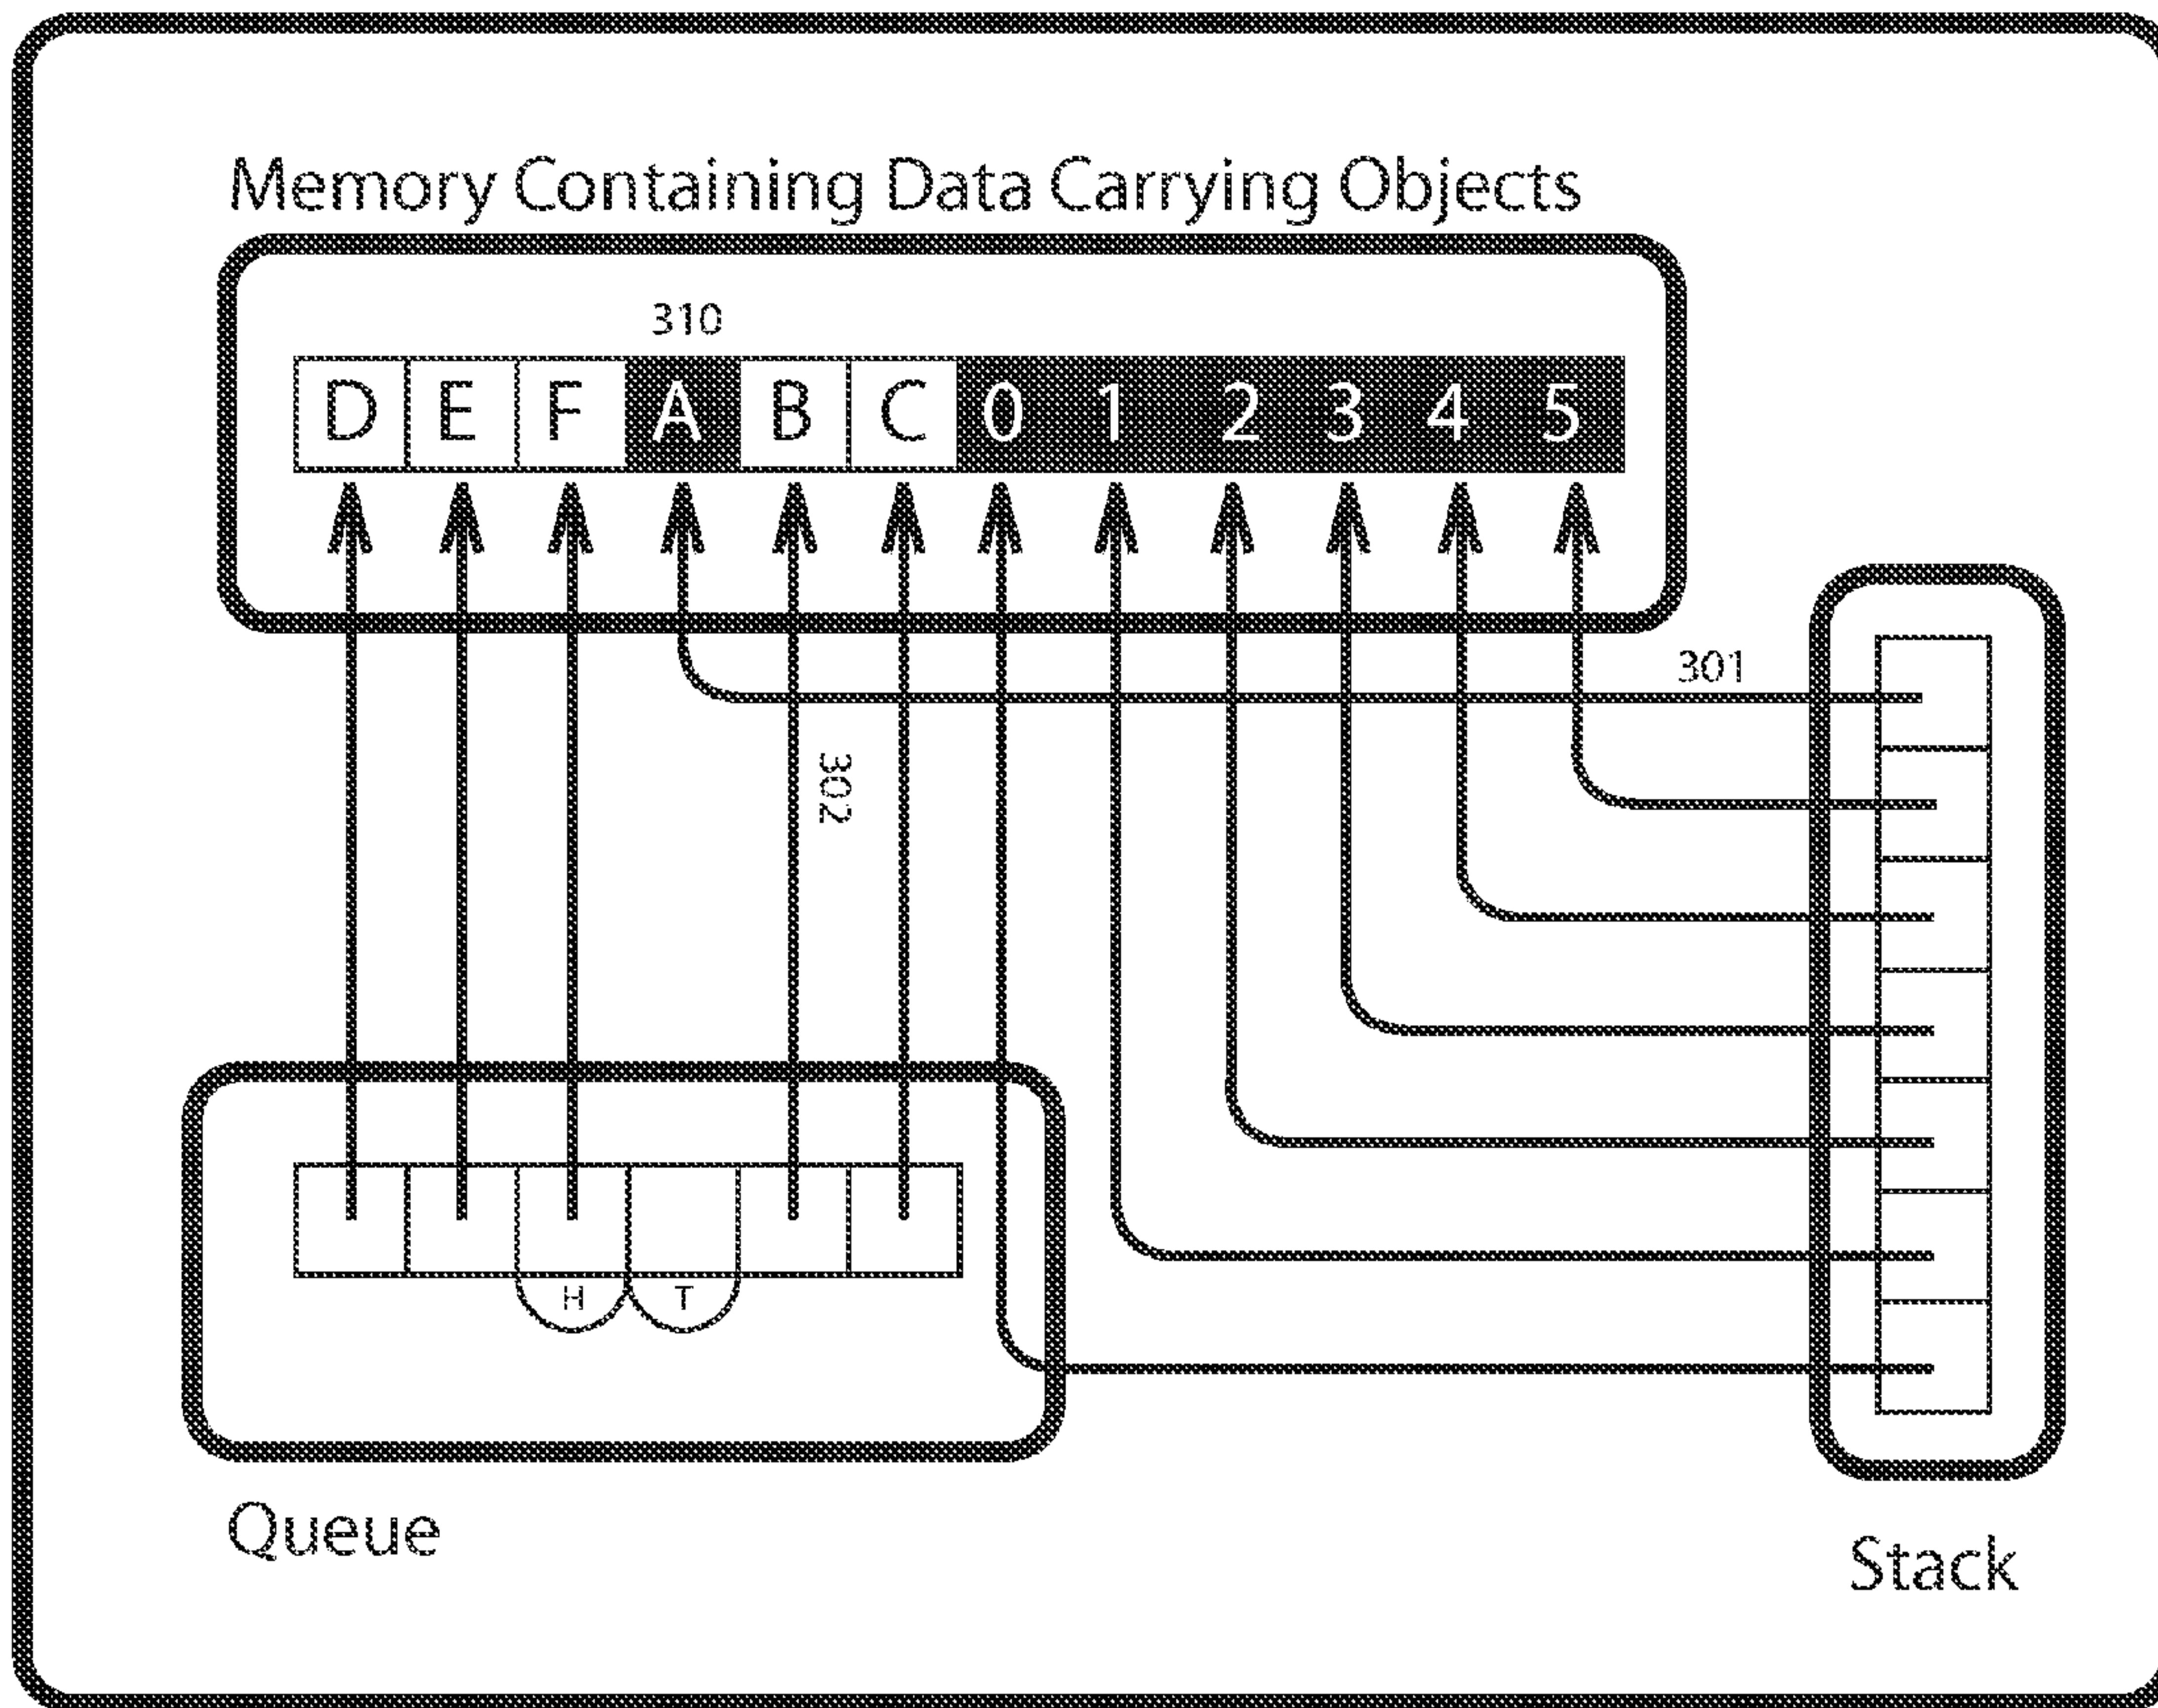 Memory Containing Data Carrying Objects
310
D E F A B C 0 1 2 3 4 5
301
302
H T
Queue
Stack